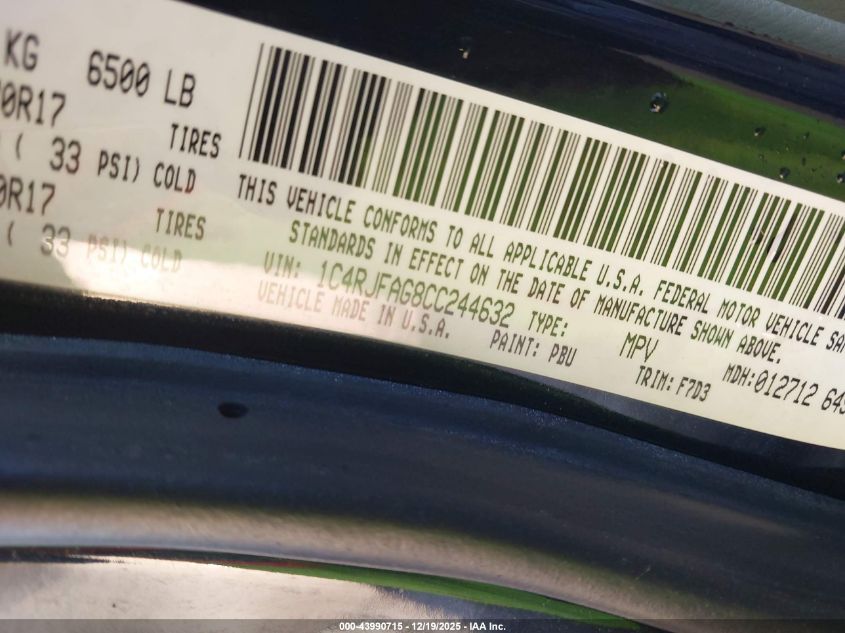 KG 6500 LB
0R17 TIRES
( 33 PSI) COLD
0R17 TIRES
( 33 PSI) COLD
THIS VEHICLE CONFORMS TO ALL APPLICABLE U.S.A. FEDERAL MOTOR VEHICLE
STANDARDS IN EFFECT ON THE DATE OF MANUFACTURE SHOWN ABOVE.
VIN: 1C4RJFAG8CC244632 TYPE: MPV MDH:012712
VEHICLE MADE IN U.S.A. PAINT: PBU TRIM: F7D3
000-43990715 - 12/19/2025 - IAA Inc.